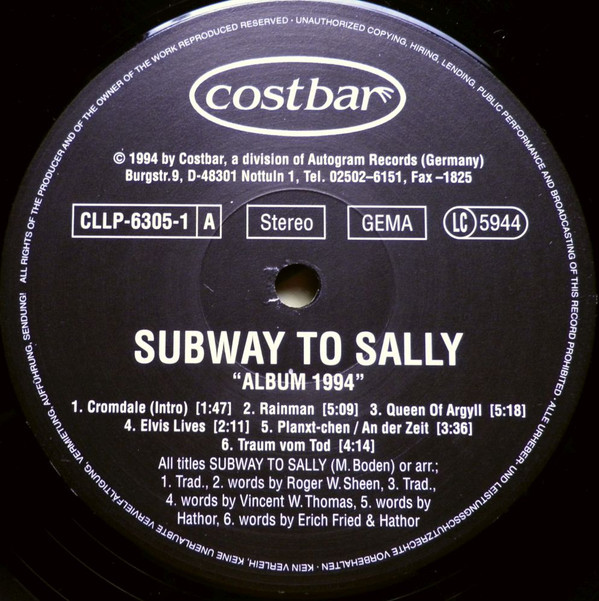 costbar
© 1994 by Costbar, a division of Autogram Records (Germany)
Burgstr.9, D-48301 Nottuln 1, Tel. 02502–6151, Fax –1825
CLLP-6305-1 A Stereo GEMA LC 5944
SUBWAY TO SALLY
“ALBUM 1994”
1. Cromdale (Intro) [1:47] 2. Rainman [5:09] 3. Queen Of Argyll [5:18]
4. Elvis Lives [2:11] 5. Planxt-chen / An der Zeit [3:36]
6. Traum vom Tod [4:14]
All titles SUBWAY TO SALLY (M. Boden) or arr.;
1. Trad., 2. words by Roger W. Sheen, 3. Trad.,
4. words by Vincent W. Thomas, 5. words by
Hathor, 6. words by Erich Fried & Hathor
ALL RIGHTS OF THE PRODUCER AND OF THE OWNER OF THE WORK REPRODUCED RESERVED · UNAUTHORIZED COPYING, HIRING, LENDING, PUBLIC PERFORMANCE AND BROADCASTING OF THIS RECORD PROHIBITED · ALLE URHEBER- UND LEISTUNGSSCHUTZRECHTE VORBEHALTEN · KEIN VERLEIH, KEINE UNERLAUBTE VERVIELFÄLTIGUNG, VERMIETUNG, AUFFÜHRUNG, SENDUNG!